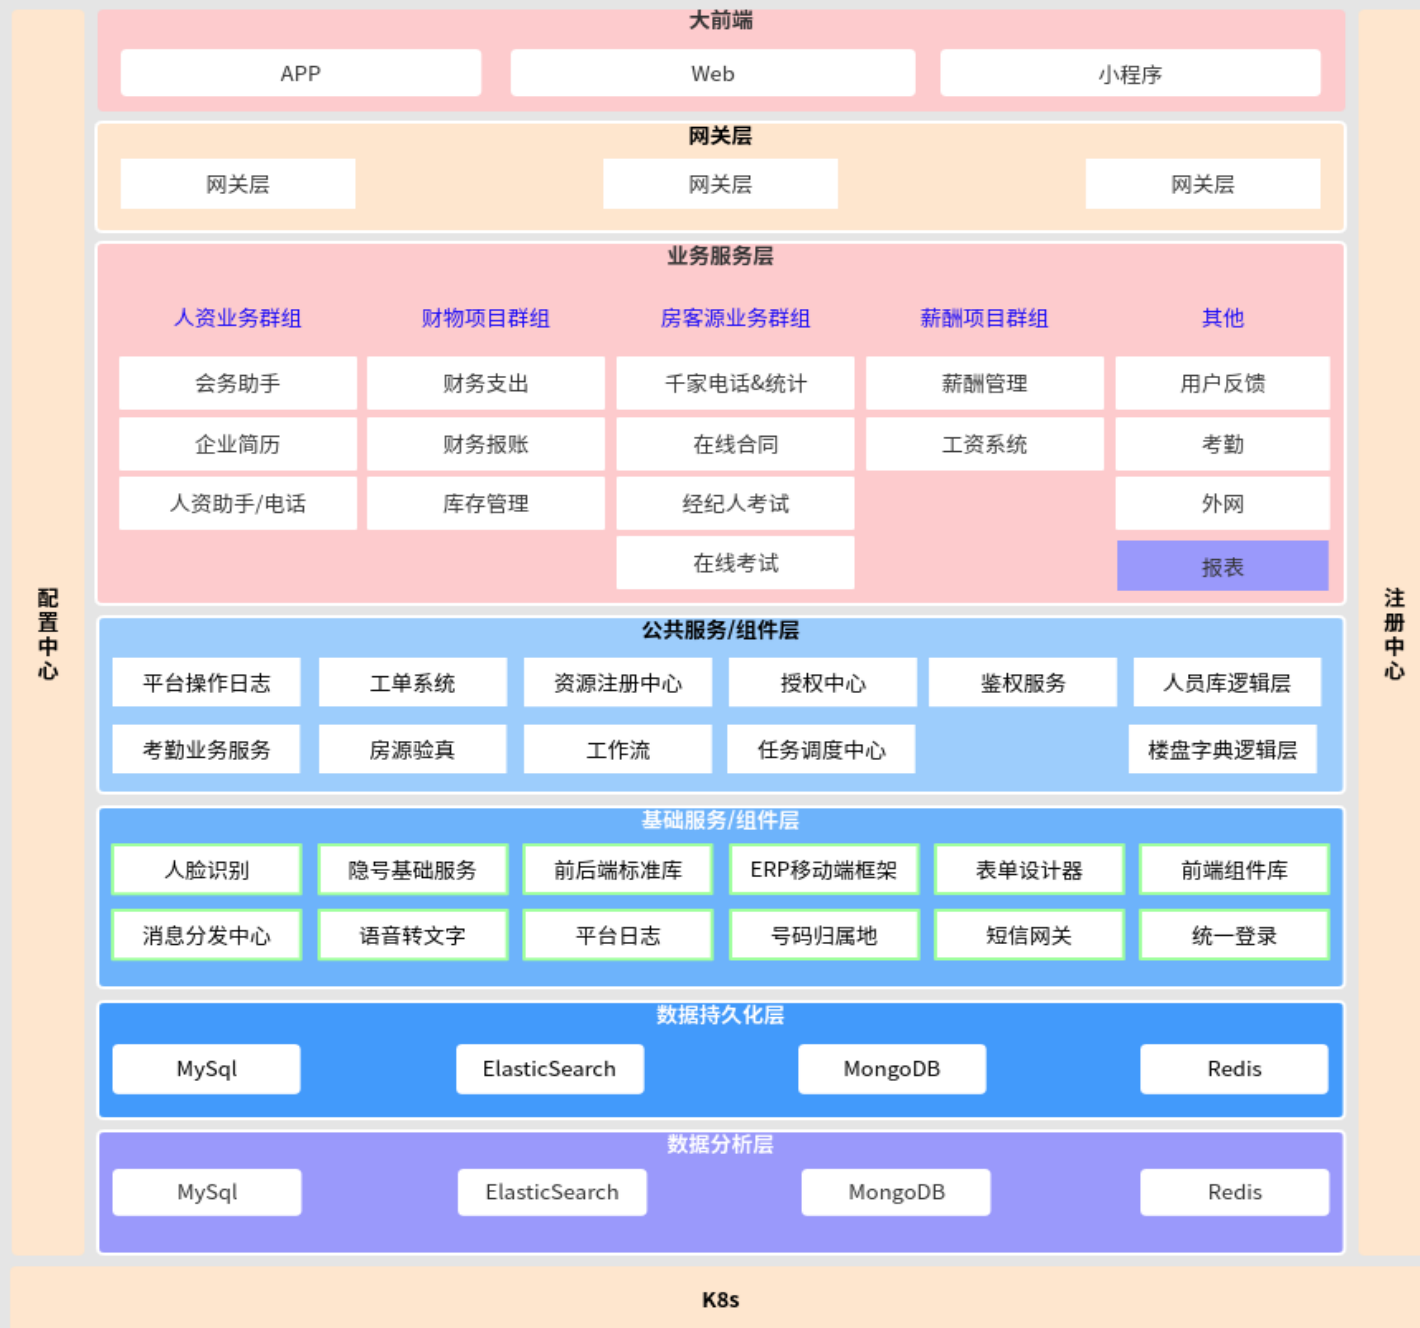 大前端
APP
Web
小程序
网关层
网关层
网关层
网关层
业务服务层
人资业务群组
财物项目群组
房客源业务群组
薪酬项目群组
其他
会务助手
财务支出
千家电话&统计
薪酬管理
用户反馈
企业简历
财务报账
在线合同
工资系统
考勤
人资助手/电话
库存管理
经纪人考试
外网
在线考试
报表
配置中心
注册中心
公共服务/组件层
平台操作日志
工单系统
资源注册中心
授权中心
鉴权服务
人员库逻辑层
考勤业务服务
房源验真
工作流
任务调度中心
楼盘字典逻辑层
基础服务/组件层
人脸识别
隐号基础服务
前后端标准库
ERP移动端框架
表单设计器
前端组件库
消息分发中心
语音转文字
平台日志
号码归属地
短信网关
统一登录
数据持久化层
MySql
ElasticSearch
MongoDB
Redis
数据分析层
MySql
ElasticSearch
MongoDB
Redis
K8s